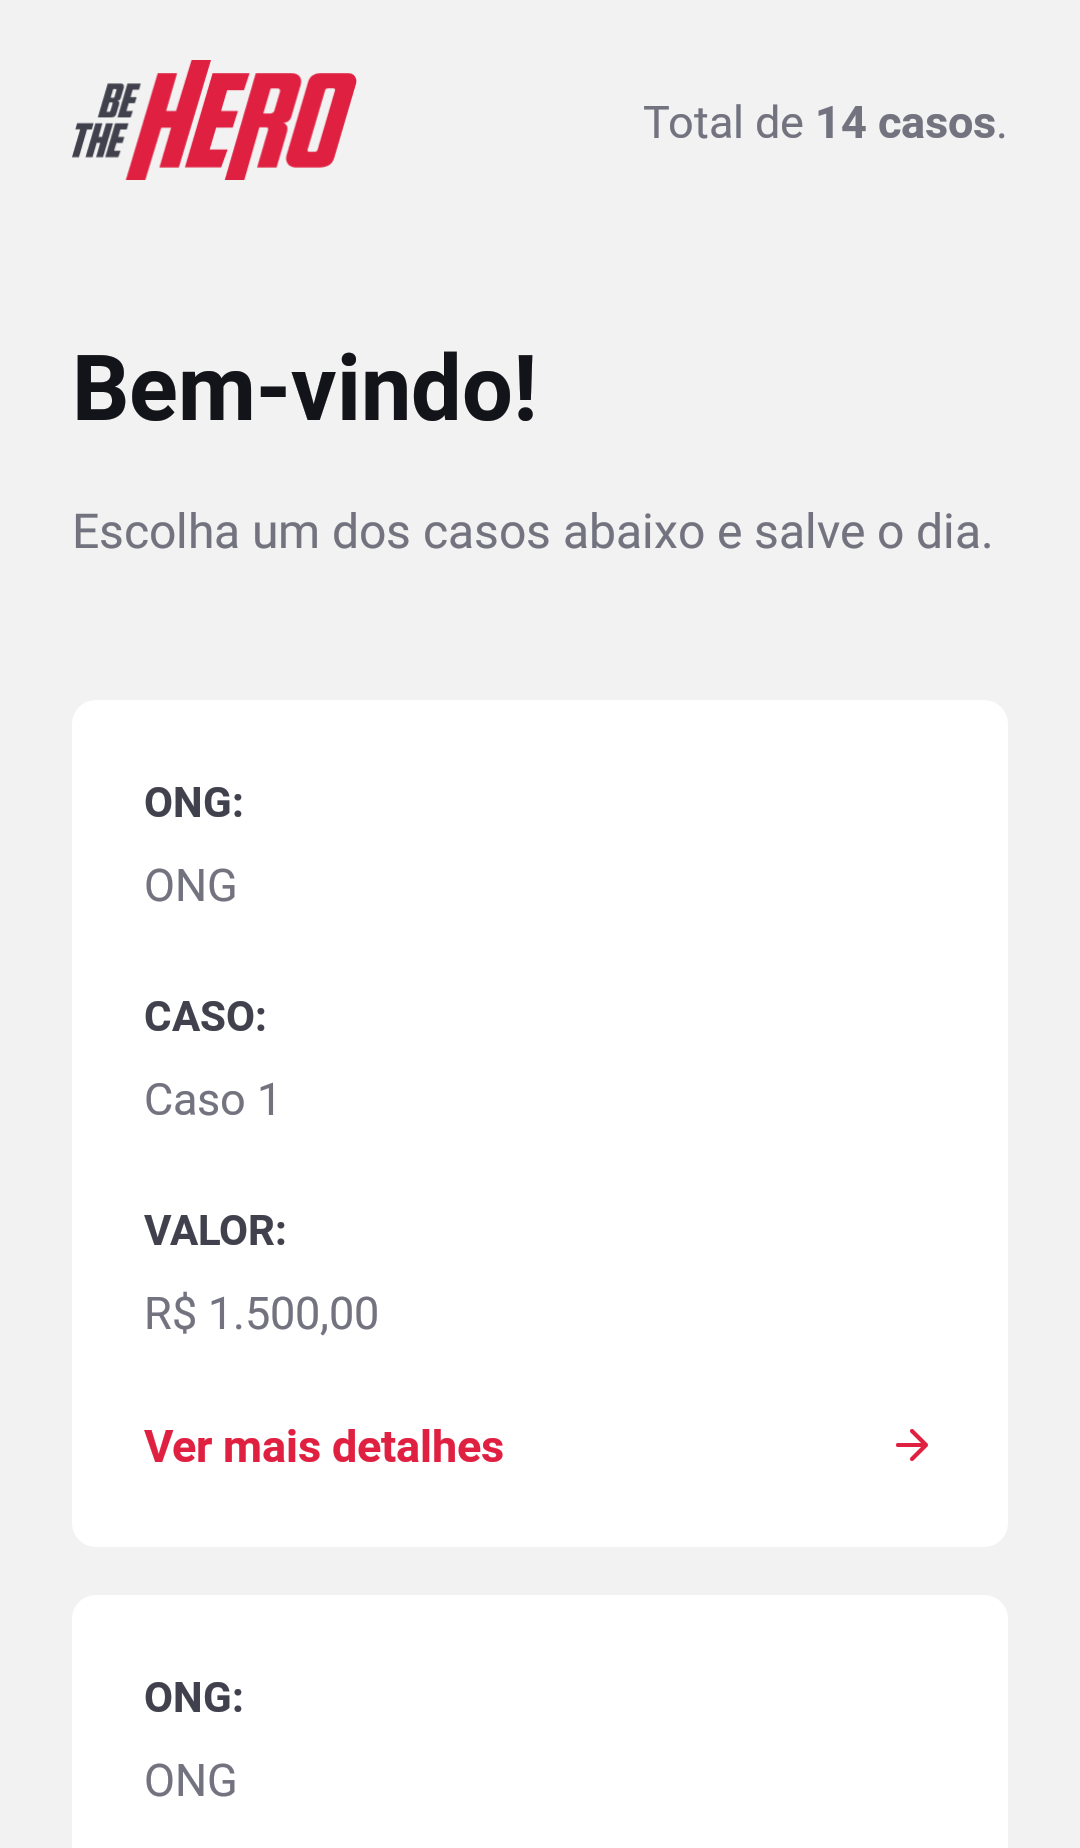 BE THE HERO
Total de 14 casos.
Bem-vindo!
Escolha um dos casos abaixo e salve o dia.
ONG:
ONG
CASO:
Caso 1
VALOR:
R$ 1.500,00
Ver mais detalhes
ONG:
ONG